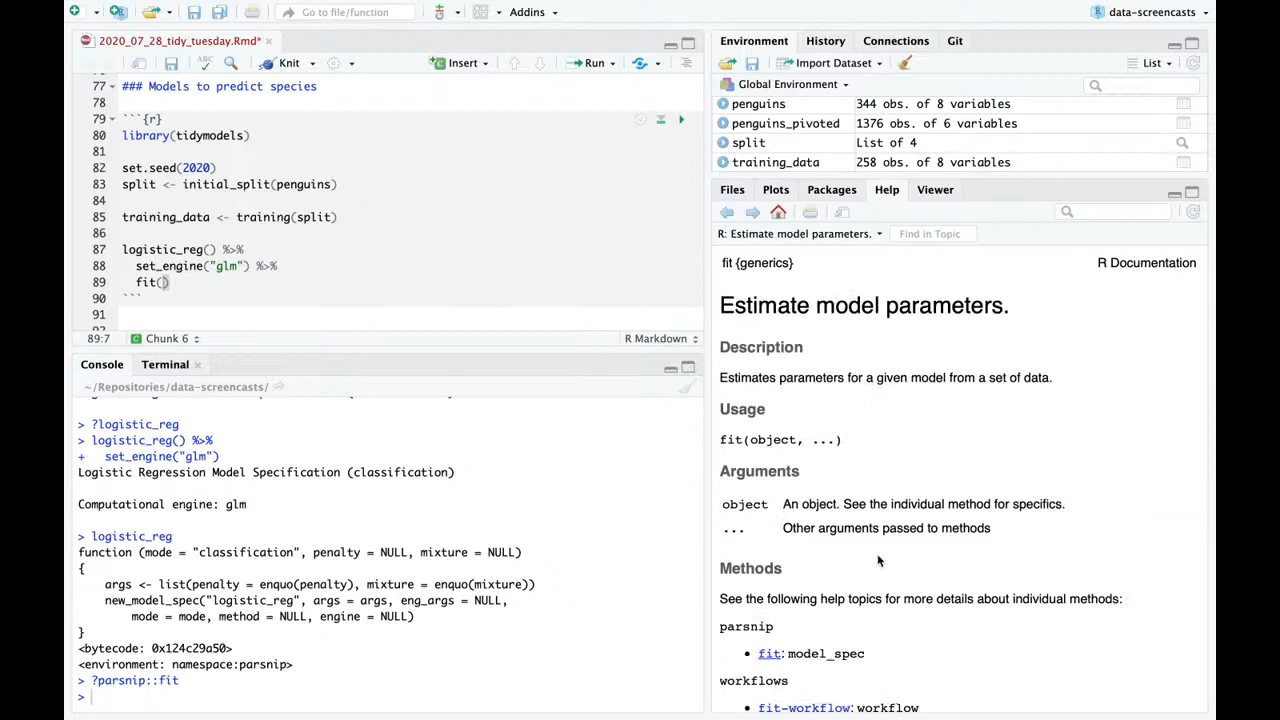 Go to file/function
Addins
data-screencasts
2020_07_28_tidy_tuesday.Rmd*
ABC
Knit
Insert
Run
77 ### Models to predict species
78
79 ```{r}
80 library(tidymodels)
81
82 set.seed(2020)
83 split <- initial_split(penguins)
84
85 training_data <- training(split)
86
87 logistic_reg() %>%
88 set_engine("glm") %>%
89 fit()
90 ```
91
89:7 Chunk 6 R Markdown
Console Terminal
~/Repositories/data-screencasts/
> ?logistic_reg
> logistic_reg() %>%
+ set_engine("glm")
Logistic Regression Model Specification (classification)
Computational engine: glm
> logistic_reg
function (mode = "classification", penalty = NULL, mixture = NULL)
{
args <- list(penalty = enquo(penalty), mixture = enquo(mixture))
new_model_spec("logistic_reg", args = args, eng_args = NULL,
mode = mode, method = NULL, engine = NULL)
}
<bytecode: 0x124c29a50>
<environment: namespace:parsnip>
> ?parsnip::fit
>
Environment History Connections Git
Import Dataset List
Global Environment
penguins 344 obs. of 8 variables
penguins_pivoted 1376 obs. of 6 variables
split List of 4
training_data 258 obs. of 8 variables
Files Plots Packages Help Viewer
R: Estimate model parameters. Find in Topic
fit {generics} R Documentation
Estimate model parameters.
Description
Estimates parameters for a given model from a set of data.
Usage
fit(object, ...)
Arguments
object An object. See the individual method for specifics.
... Other arguments passed to methods
Methods
See the following help topics for more details about individual methods:
parsnip
• fit: model_spec
workflows
• fit-workflow: workflow